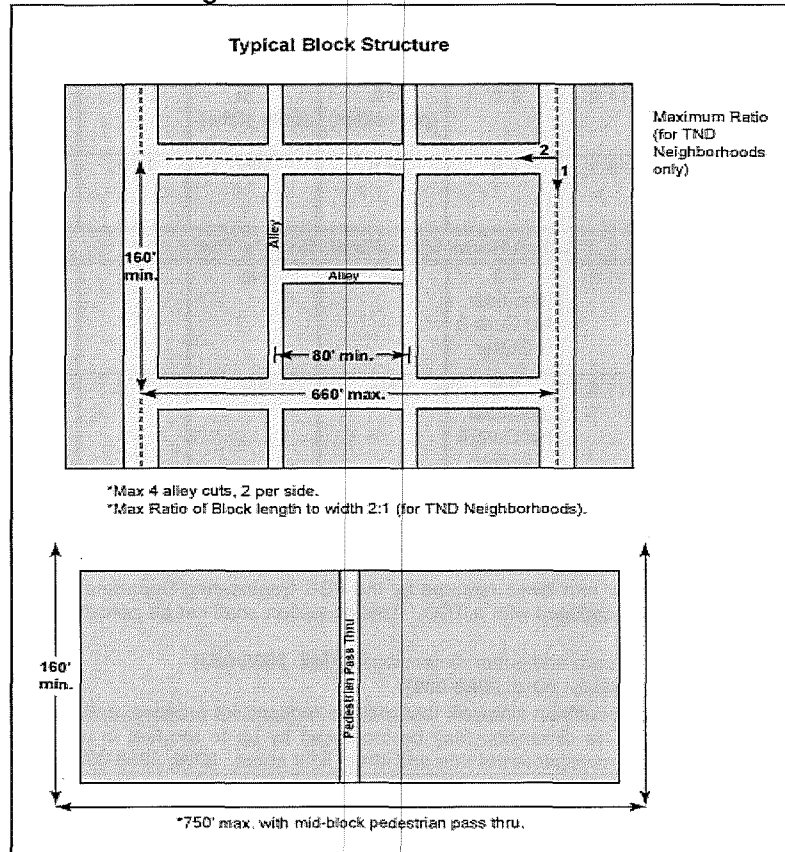 Typical Block Structure
Maximum Ratio
(for TND
Neighborhoods
only)
2
1
Alley
160'
min.
Alley
80' min.
660' max.
*Max 4 alley cuts, 2 per side.
*Max Ratio of Block length to width 2:1 (for TND Neighborhoods).
160'
min.
Pedestrian Pass Thru
*750' max. with mid-block pedestrian pass thru.